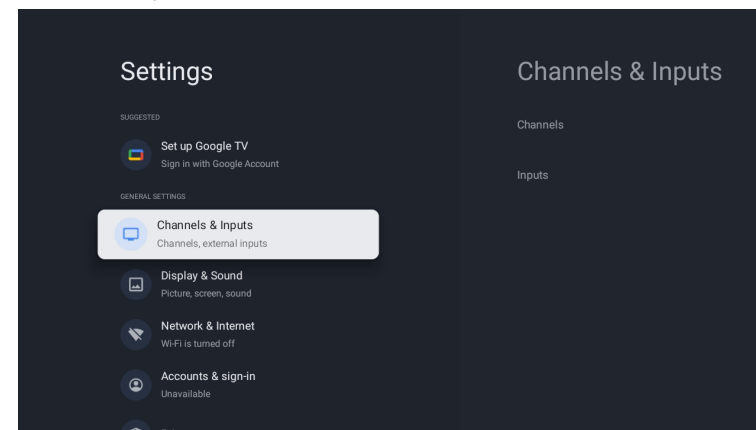 Settings
SUGGESTED
Set up Google TV
Sign in with Google Account
GENERAL SETTINGS
Channels & Inputs
Channels, external inputs
Display & Sound
Picture, screen, sound
Network & Internet
Wi-Fi is turned off
Accounts & sign-in
Unavailable
Channels & Inputs
Channels
Inputs